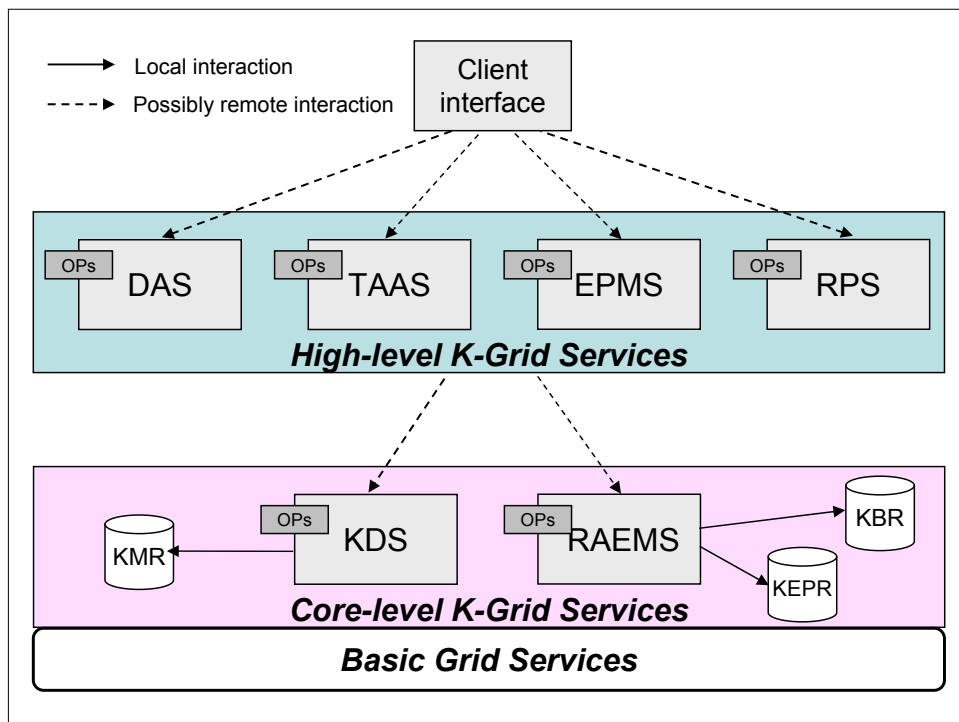 Local interaction
Possibly remote interaction
Client
interface
OPs
DAS
OPs
TAAS
OPs
EPMS
OPs
RPS
High-level K-Grid Services
OPs
KDS
OPs
RAEMS
KMR
KBR
KEPR
Core-level K-Grid Services
Basic Grid Services